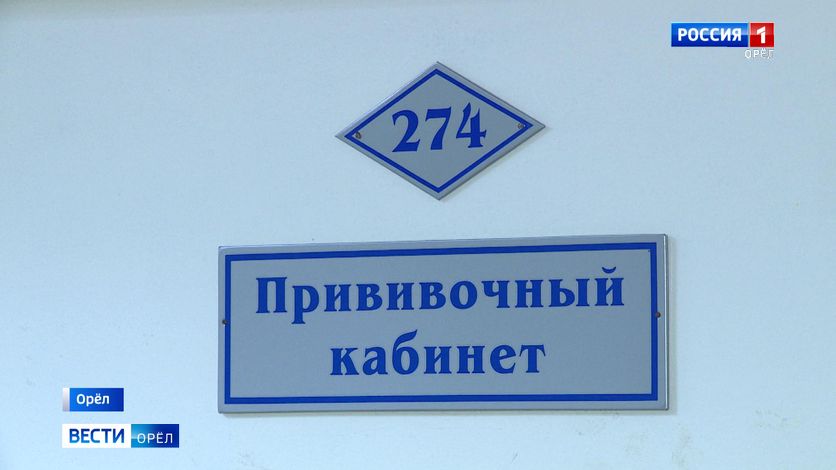 РОССИЯ 1
ОРЁЛ
274
Прививочный
кабинет
Орёл
ВЕСТИ ОРЁЛ